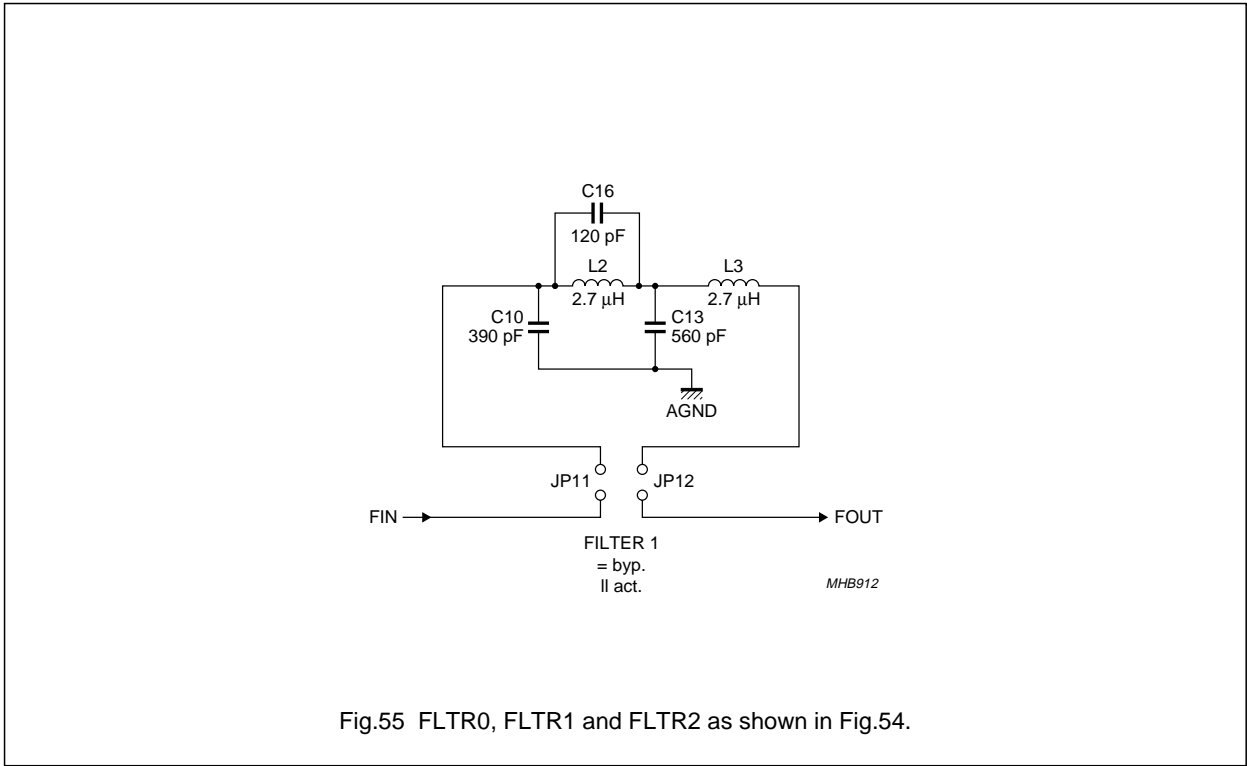 C16
120 pF
L2
2.7 μH
L3
2.7 μH
C10
390 pF
C13
560 pF
AGND
JP11
JP12
FIN
FOUT
FILTER 1
= byp.
ll act.
MHB912
Fig.55 FLTR0, FLTR1 and FLTR2 as shown in Fig.54.